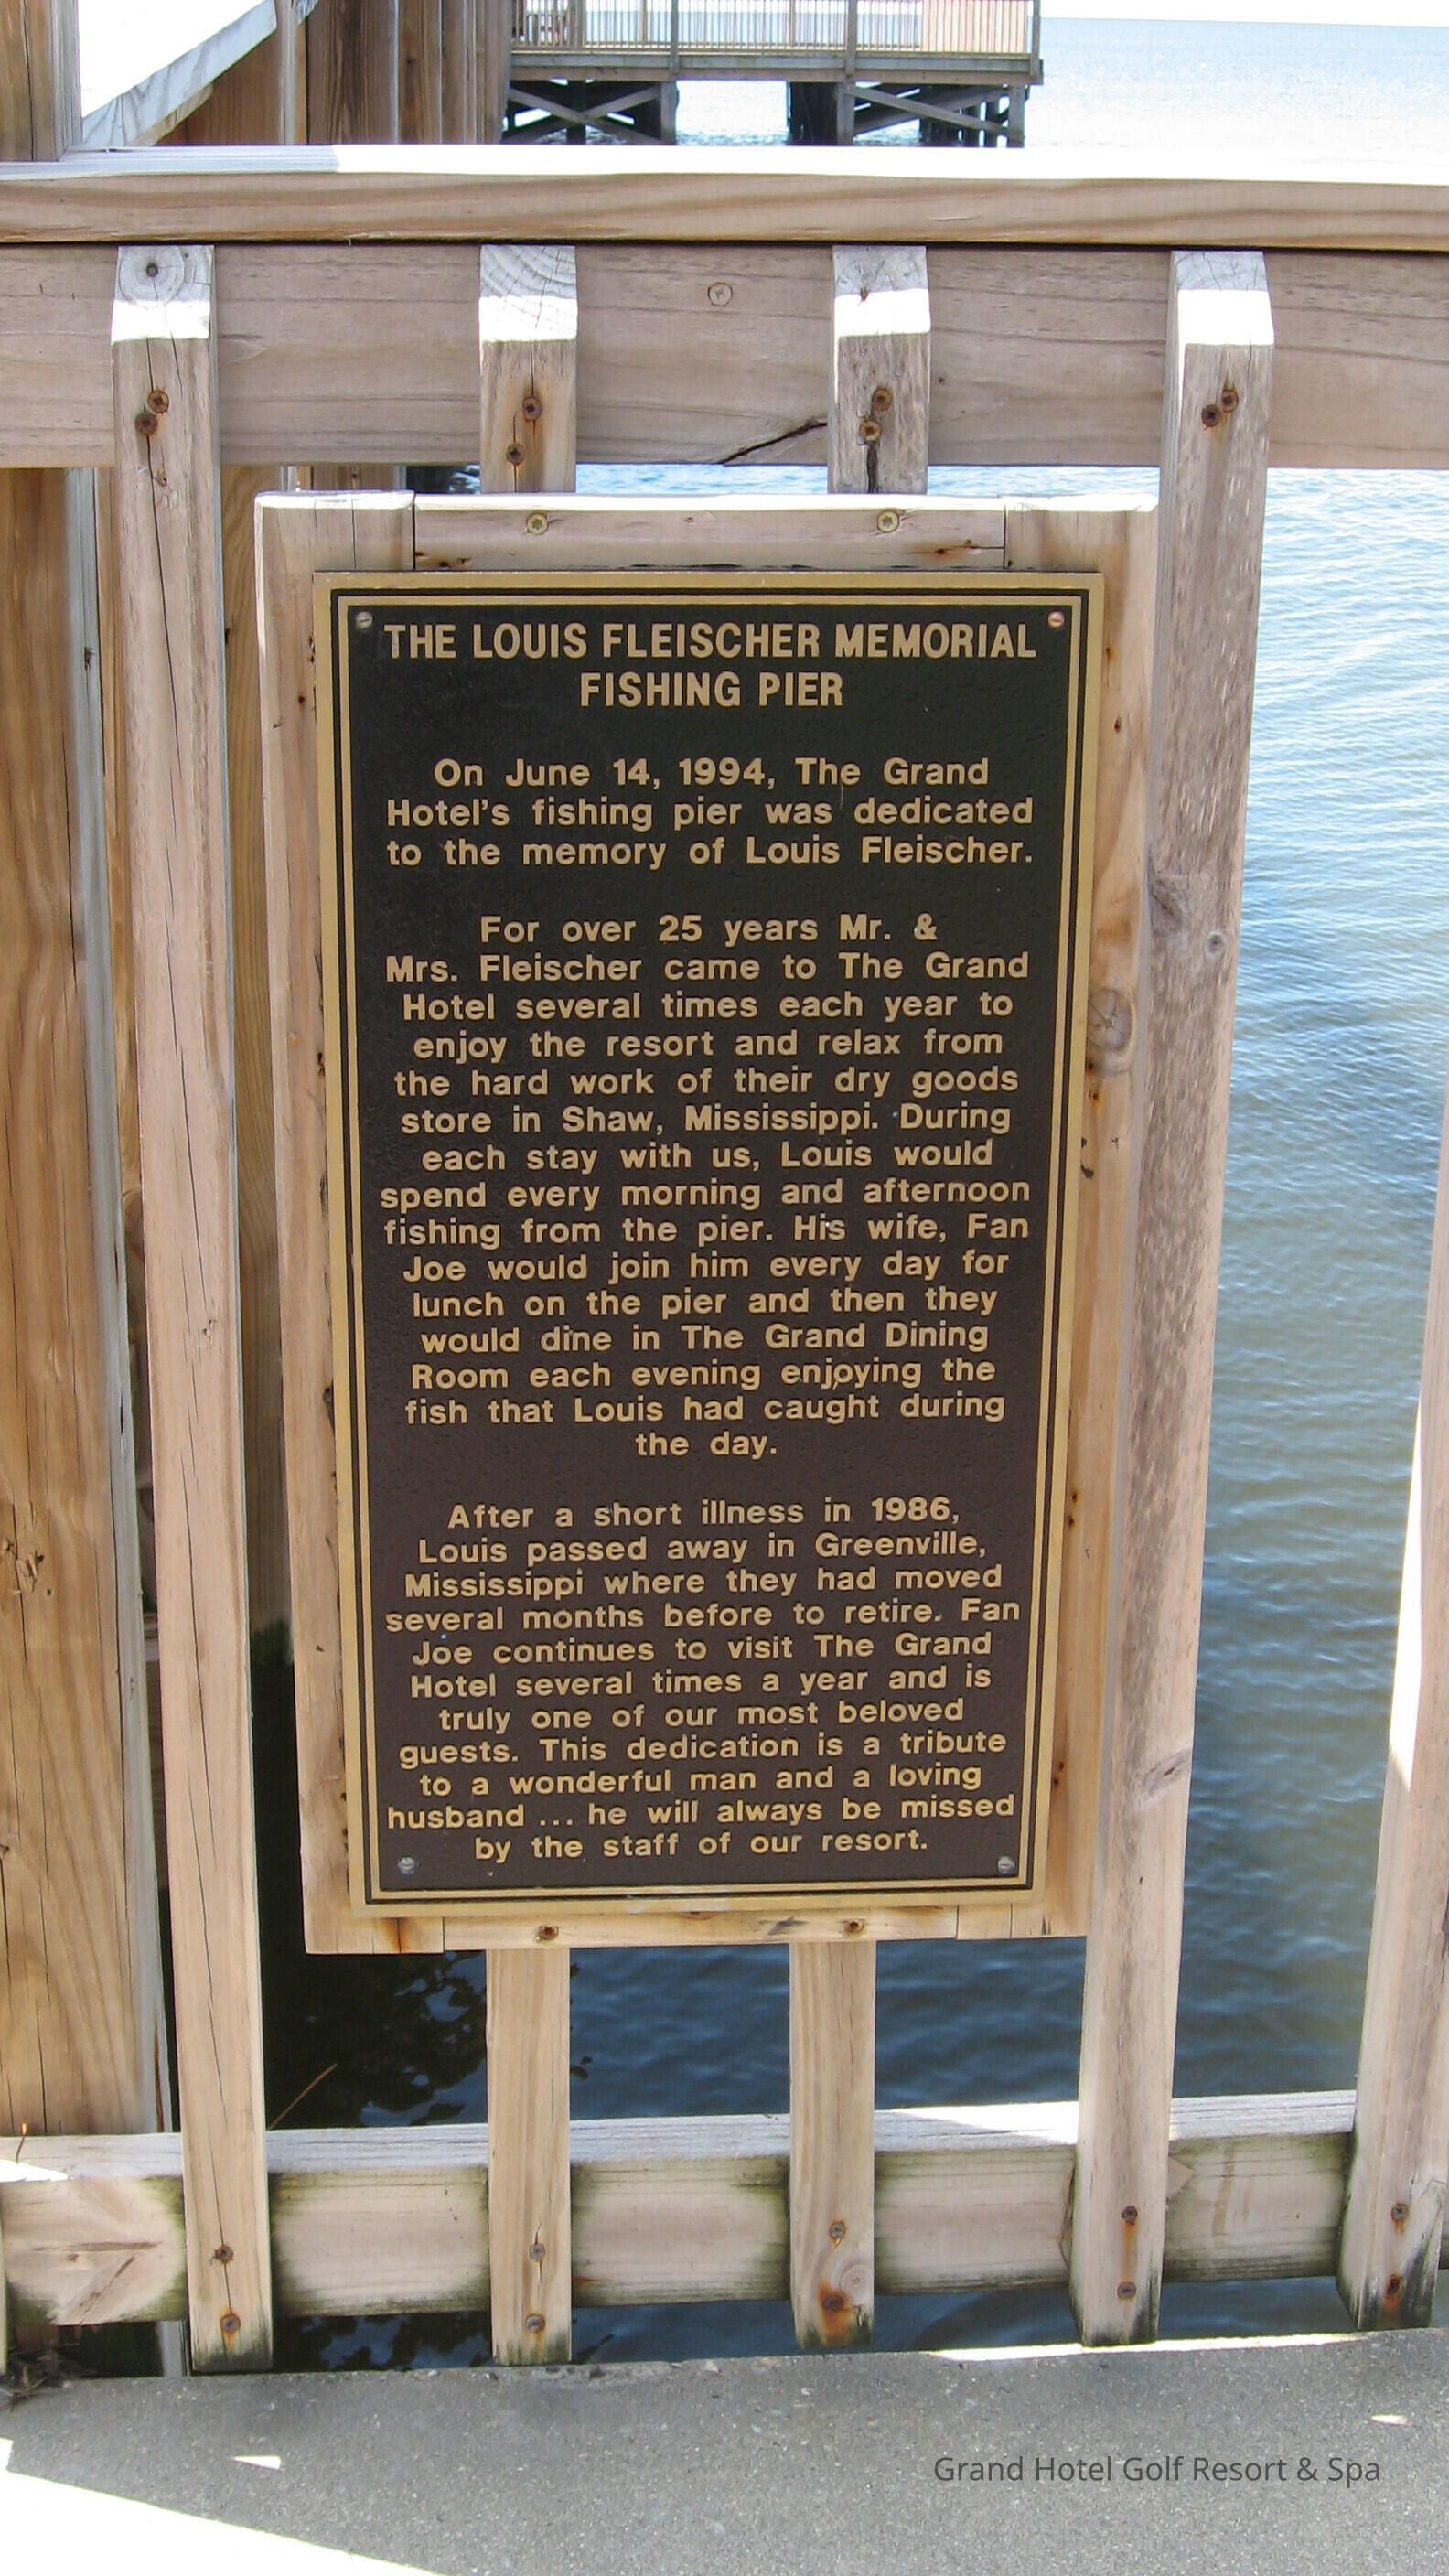 THE LOUIS FLEISCHER MEMORIAL
FISHING PIER
On June 14, 1994, The Grand
Hotel's fishing pier was dedicated
to the memory of Louis Fleischer.
For over 25 years Mr. &
Mrs. Fleischer came to The Grand
Hotel several times each year to
enjoy the resort and relax from
the hard work of their dry goods
store in Shaw, Mississippi. During
each stay with us, Louis would
spend every morning and afternoon
fishing from the pier. His wife, Fan
Joe would join him every day for
lunch on the pier and then they
would dine in The Grand Dining
Room each evening enjoying the
fish that Louis had caught during
the day.
After a short illness in 1986,
Louis passed away in Greenville,
Mississippi where they had moved
several months before to retire. Fan
Joe continues to visit The Grand
Hotel several times a year and is
truly one of our most beloved
guests. This dedication is a tribute
to a wonderful man and a loving
husband ... he will always be missed
by the staff of our resort.
Grand Hotel Golf Resort & Spa